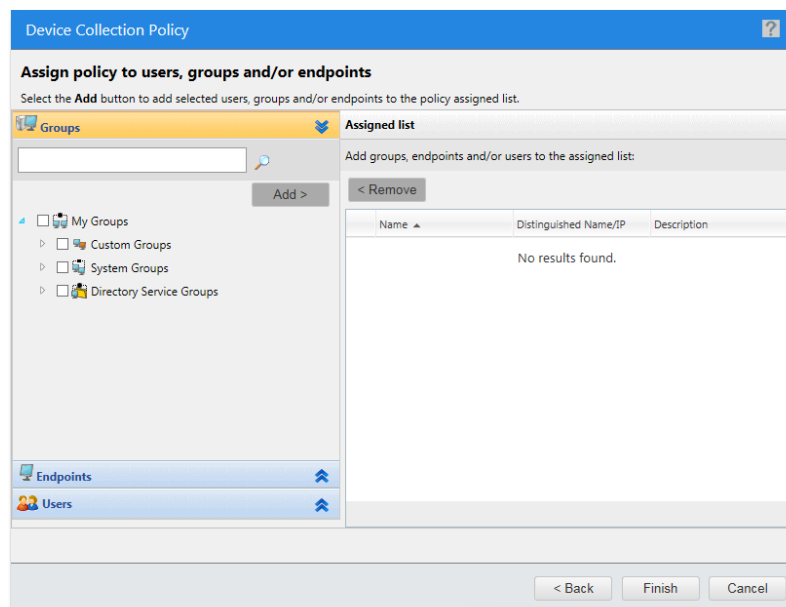 Device Collection Policy
?
Assign policy to users, groups and/or endpoints
Select the Add button to add selected users, groups and/or endpoints to the policy assigned list.
Groups
Assigned list
Add groups, endpoints and/or users to the assigned list:
Add >
< Remove
Name
Distinguished Name/IP
Description
No results found.
My Groups
Custom Groups
System Groups
Directory Service Groups
Endpoints
Users
< Back
Finish
Cancel